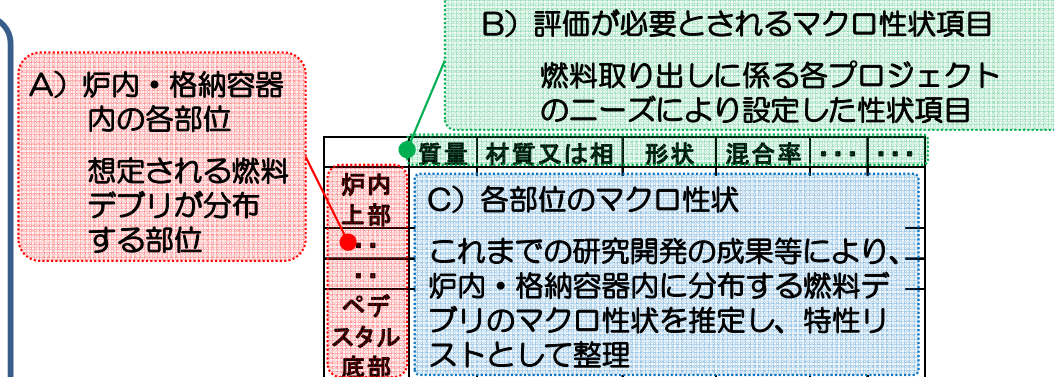 B）評価が必要とされるマクロ性状項目
燃料取り出しに係る各プロジェクト
のニーズにより設定した性状項目
A）炉内・格納容器
内の各部位
想定される燃料
デブリが分布
する部位
質量 材質又は相 形状 混合率 ･･･ ･･･
炉内
上部
･･
･･
ペデ
スタル
底部
C）各部位のマクロ性状
これまでの研究開発の成果等により、
炉内・格納容器内に分布する燃料デ
ブリのマクロ性状を推定し、特性リ
ストとして整理